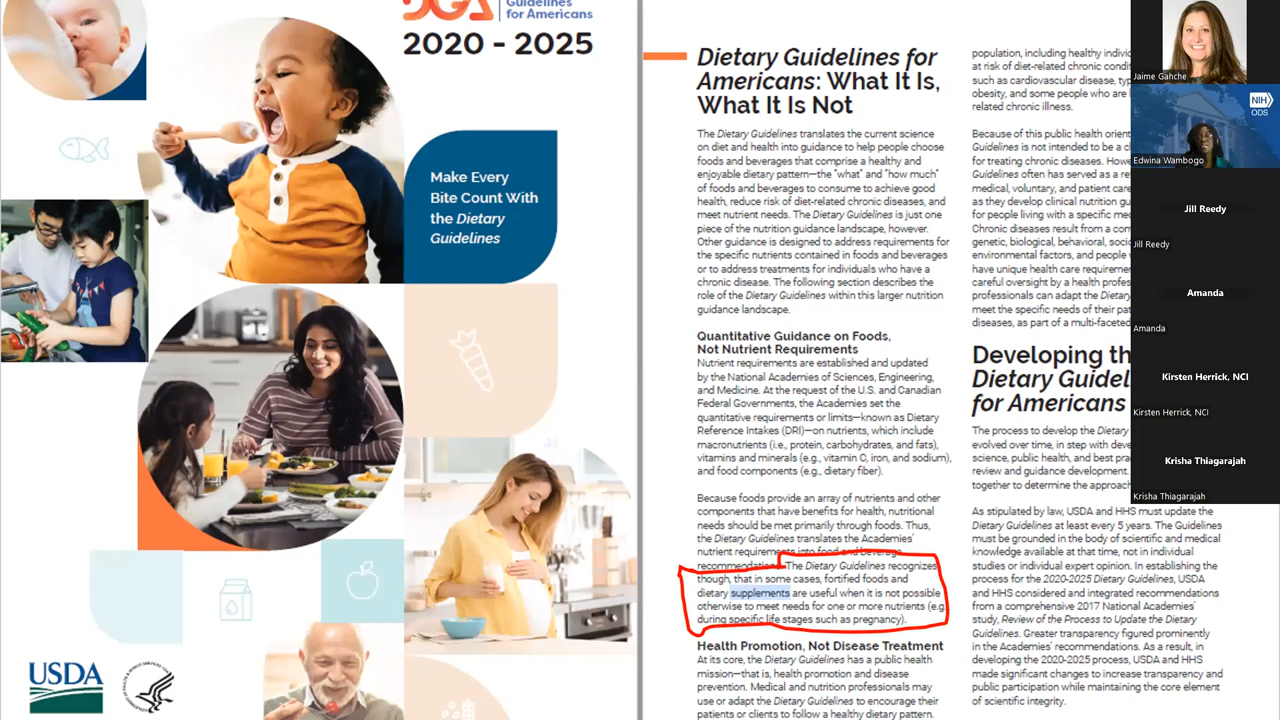 DGA
Guidelines
for Americans
2020 - 2025
Make Every
Bite Count With
the Dietary
Guidelines
USDA
Dietary Guidelines for
Americans: What It Is,
What It Is Not
The Dietary Guidelines translates the current science
on diet and health into guidance to help people choose
foods and beverages that comprise a healthy and
enjoyable dietary pattern—the "what" and "how much"
of foods and beverages to consume to achieve good
health, reduce risk of diet-related chronic diseases, and
meet nutrient needs. The Dietary Guidelines is just one
piece of the nutrition guidance landscape, however.
Other guidance is designed to address requirements for
the specific nutrients contained in foods and beverages
or to address treatments for individuals who have a
chronic disease. The following section describes the
role of the Dietary Guidelines within this larger nutrition
guidance landscape.
Quantitative Guidance on Foods,
Not Nutrient Requirements
Nutrient requirements are established and updated
by the National Academies of Sciences, Engineering,
and Medicine. At the request of the U.S. and Canadian
Federal Governments, the Academies set the
quantitative requirements or limits—known as Dietary
Reference Intakes (DRI)—on nutrients, which include
macronutrients (i.e., protein, carbohydrates, and fats),
vitamins and minerals (e.g., vitamin C, iron, and sodium),
and food components (e.g., dietary fiber).
Because foods provide an array of nutrients and other
components that have benefits for health, nutritional
needs should be met primarily through foods. Thus,
the Dietary Guidelines translates the Academies'
nutrient requirements into food and beverage
recommendations. The Dietary Guidelines recognizes
though, that in some cases, fortified foods and
dietary supplements are useful when it is not possible
otherwise to meet needs for one or more nutrients (e.g.
during specific life stages such as pregnancy).
Health Promotion, Not Disease Treatment
At its core, the Dietary Guidelines has a public health
mission—that is, health promotion and disease
prevention. Medical and nutrition professionals may
use or adapt the Dietary Guidelines to encourage their
patients or clients to follow a healthy dietary pattern.
population, including healthy indivi
at risk of diet-related chronic condi
such as cardiovascular disease, typ
obesity, and some people who are l
related chronic illness.
Because of this public health orient
Guidelines is not intended to be a cl
for treating chronic diseases. Howe
Guidelines often has served as a re
medical, voluntary, and patient care
as they develop clinical nutrition gu
for people living with a specific med
Chronic diseases result from a com
genetic, biological, behavioral, socio
environmental factors, and people w
have unique health care requiremen
careful oversight by a health profes
professionals can adapt the Dietary
meet the specific needs of their pat
diseases, as part of a multi-faceted
Developing th
Dietary Guidel
for Americans
The process to develop the Dietary
evolved over time, in step with deve
science, public health, and best pra
review and guidance development.
together to determine the approach
As stipulated by law, USDA and HHS must update the
Dietary Guidelines at least every 5 years. The Guidelines
must be grounded in the body of scientific and medical
knowledge available at that time, not in individual
studies or individual expert opinion. In establishing the
process for the 2020-2025 Dietary Guidelines, USDA
and HHS considered and integrated recommendations
from a comprehensive 2017 National Academies'
study, Review of the Process to Update the Dietary
Guidelines. Greater transparency figured prominently
in the Academies' recommendations. As a result, in
developing the 2020-2025 process, USDA and HHS
made significant changes to increase transparency and
public participation while maintaining the core element
of scientific integrity.
Jaime Gahche
NIH
ODS
Edwina Wambogo
Jill Reedy
Jill Reedy
Amanda
Amanda
Kirsten Herrick, NCI
Kirsten Herrick, NCI
Krisha Thiagarajah
Krisha Thiagarajah